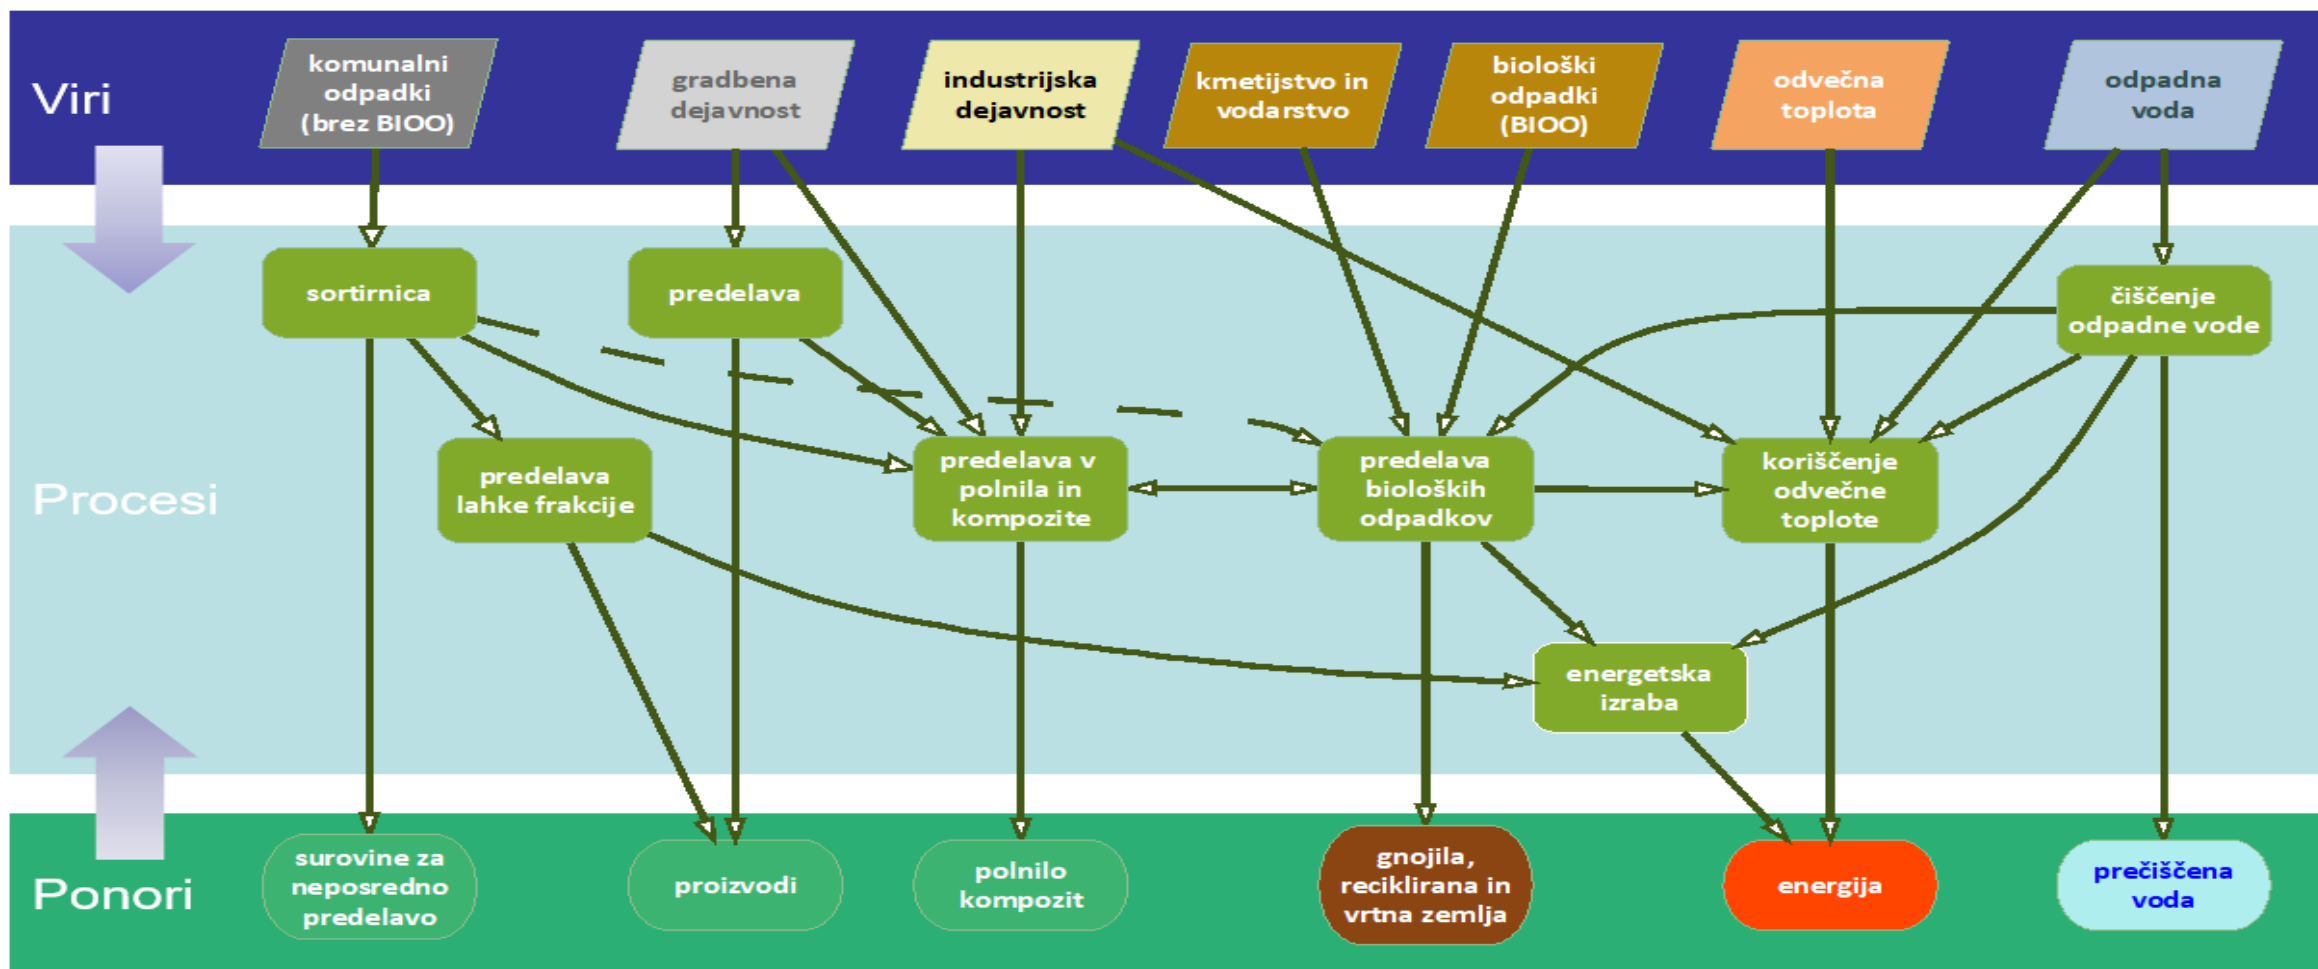 Viri
komunalni
odpadki
(brez BIOO)
gradbena
dejavnost
industrijska
dejavnost
kmetijstvo in
vodarstvo
biološki
odpadki
(BIOO)
odvečna
toplota
odpadna
voda
Procesi
sortirnica
predelava
čiščenje
odpadne vode
predelava
lahke frakcije
predelava v
polnila in
kompozite
predelava
bioloških
odpadkov
koriščenje
odvečne
toplote
energetska
izraba
Ponori
surovine za
neposredno
predelavo
proizvodi
polnilo
kompozit
gnojila,
reciklirana in
vrtna zemlja
energija
prečiščena
voda